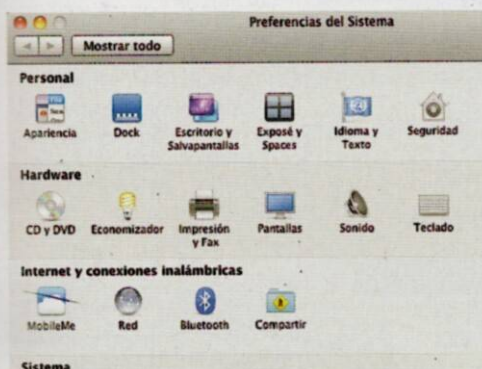 Preferencias del Sistema
Mostrar todo
Personal
Apariencia Dock Escritorio y Salvapantallas Exposé y Spaces Idioma y Texto Seguridad
Hardware
CD y DVD Economizador Impresión y Fax Pantallas Sonido Teclado
Internet y conexiones inalámbricas
MobileMe Red Bluetooth Compartir
Sistema